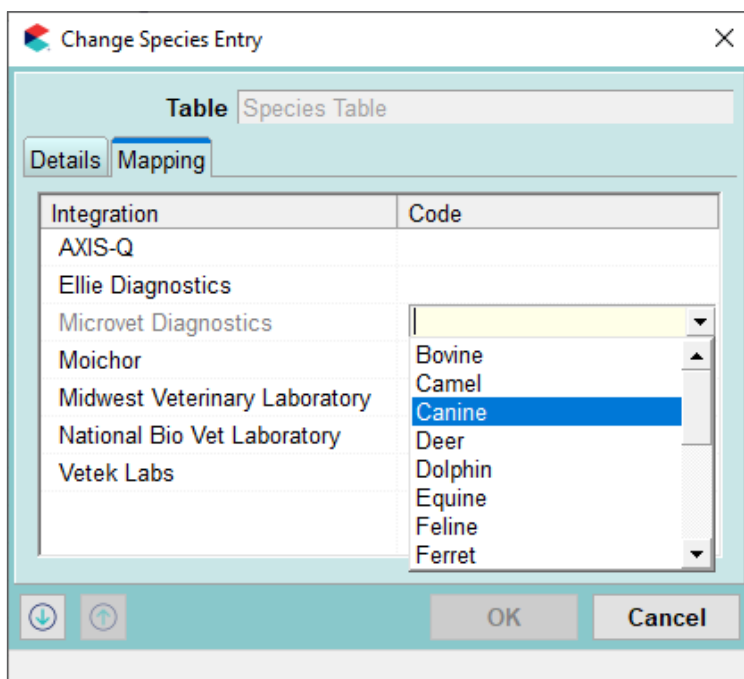 Change Species Entry
Table Species Table
Details Mapping
Integration Code
AXIS-Q
Ellie Diagnostics
Microvet Diagnostics
Moichor
Midwest Veterinary Laboratory
National Bio Vet Laboratory
Vetek Labs
Bovine
Camel
Canine
Deer
Dolphin
Equine
Feline
Ferret
OK Cancel